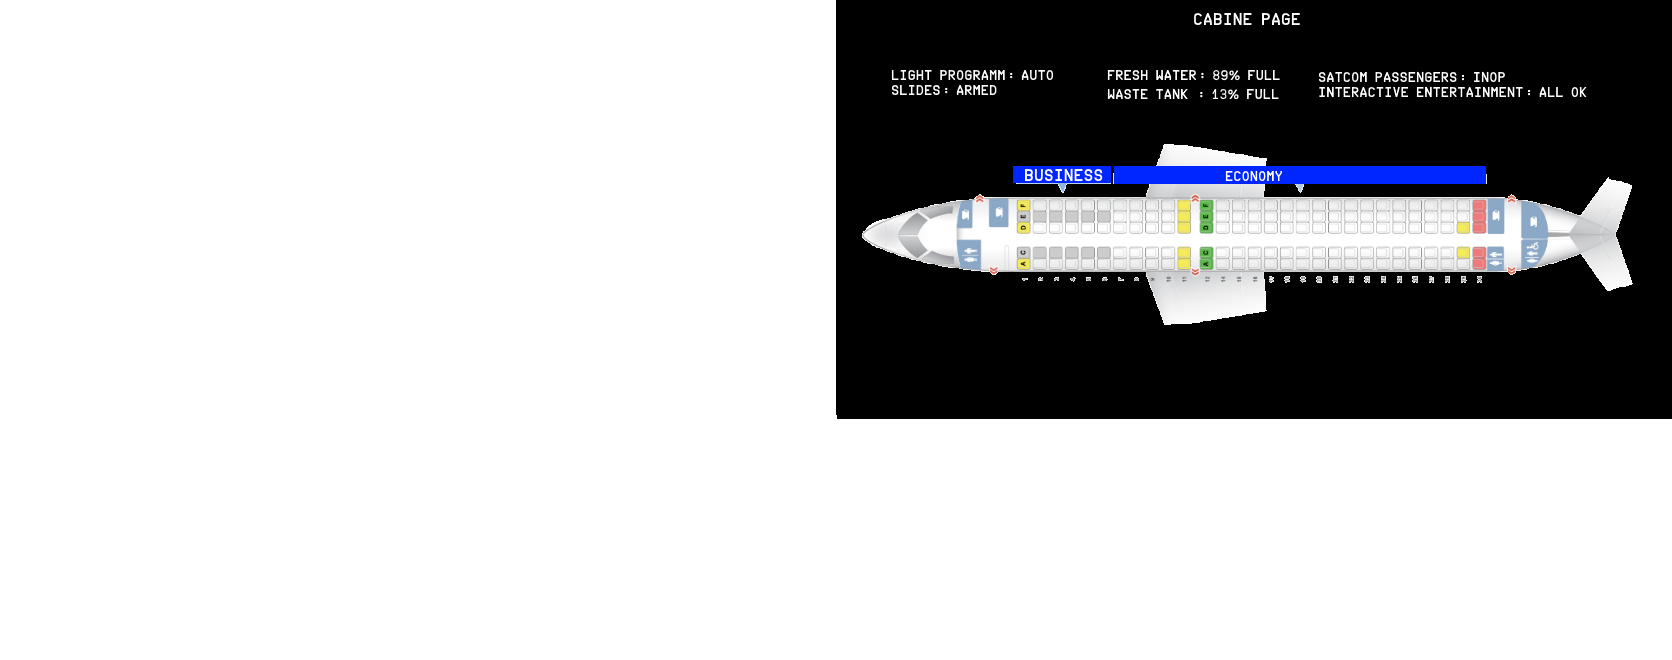 CABINE PAGE
LIGHT PROGRAMM: AUTO
SLIDES: ARMED
FRESH WATER: 89% FULL
WASTE TANK : 13% FULL
SATCOM PASSENGERS: INOP
INTERACTIVE ENTERTAINMENT: ALL OK
BUSINESS
ECONOMY
F F
E E
D D
C C
A A